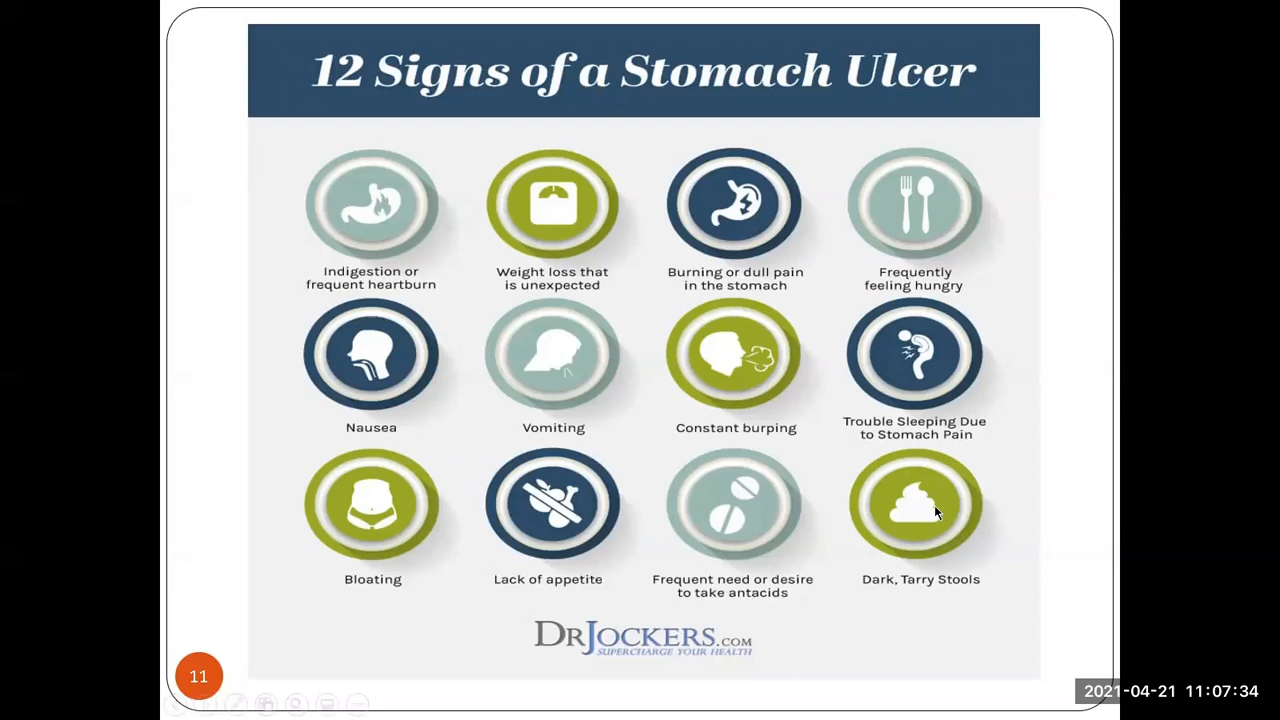 12 Signs of a Stomach Ulcer
Indigestion or
frequent heartburn
Weight loss that
is unexpected
Burning or dull pain
in the stomach
Frequently
feeling hungry
Nausea
Vomiting
Constant burping
Trouble Sleeping Due
to Stomach Pain
Bloating
Lack of appetite
Frequent need or desire
to take antacids
Dark, Tarry Stools
DRJOCKERS.COM
SUPERCHARGE YOUR HEALTH
11
2021-04-21 11:07:34